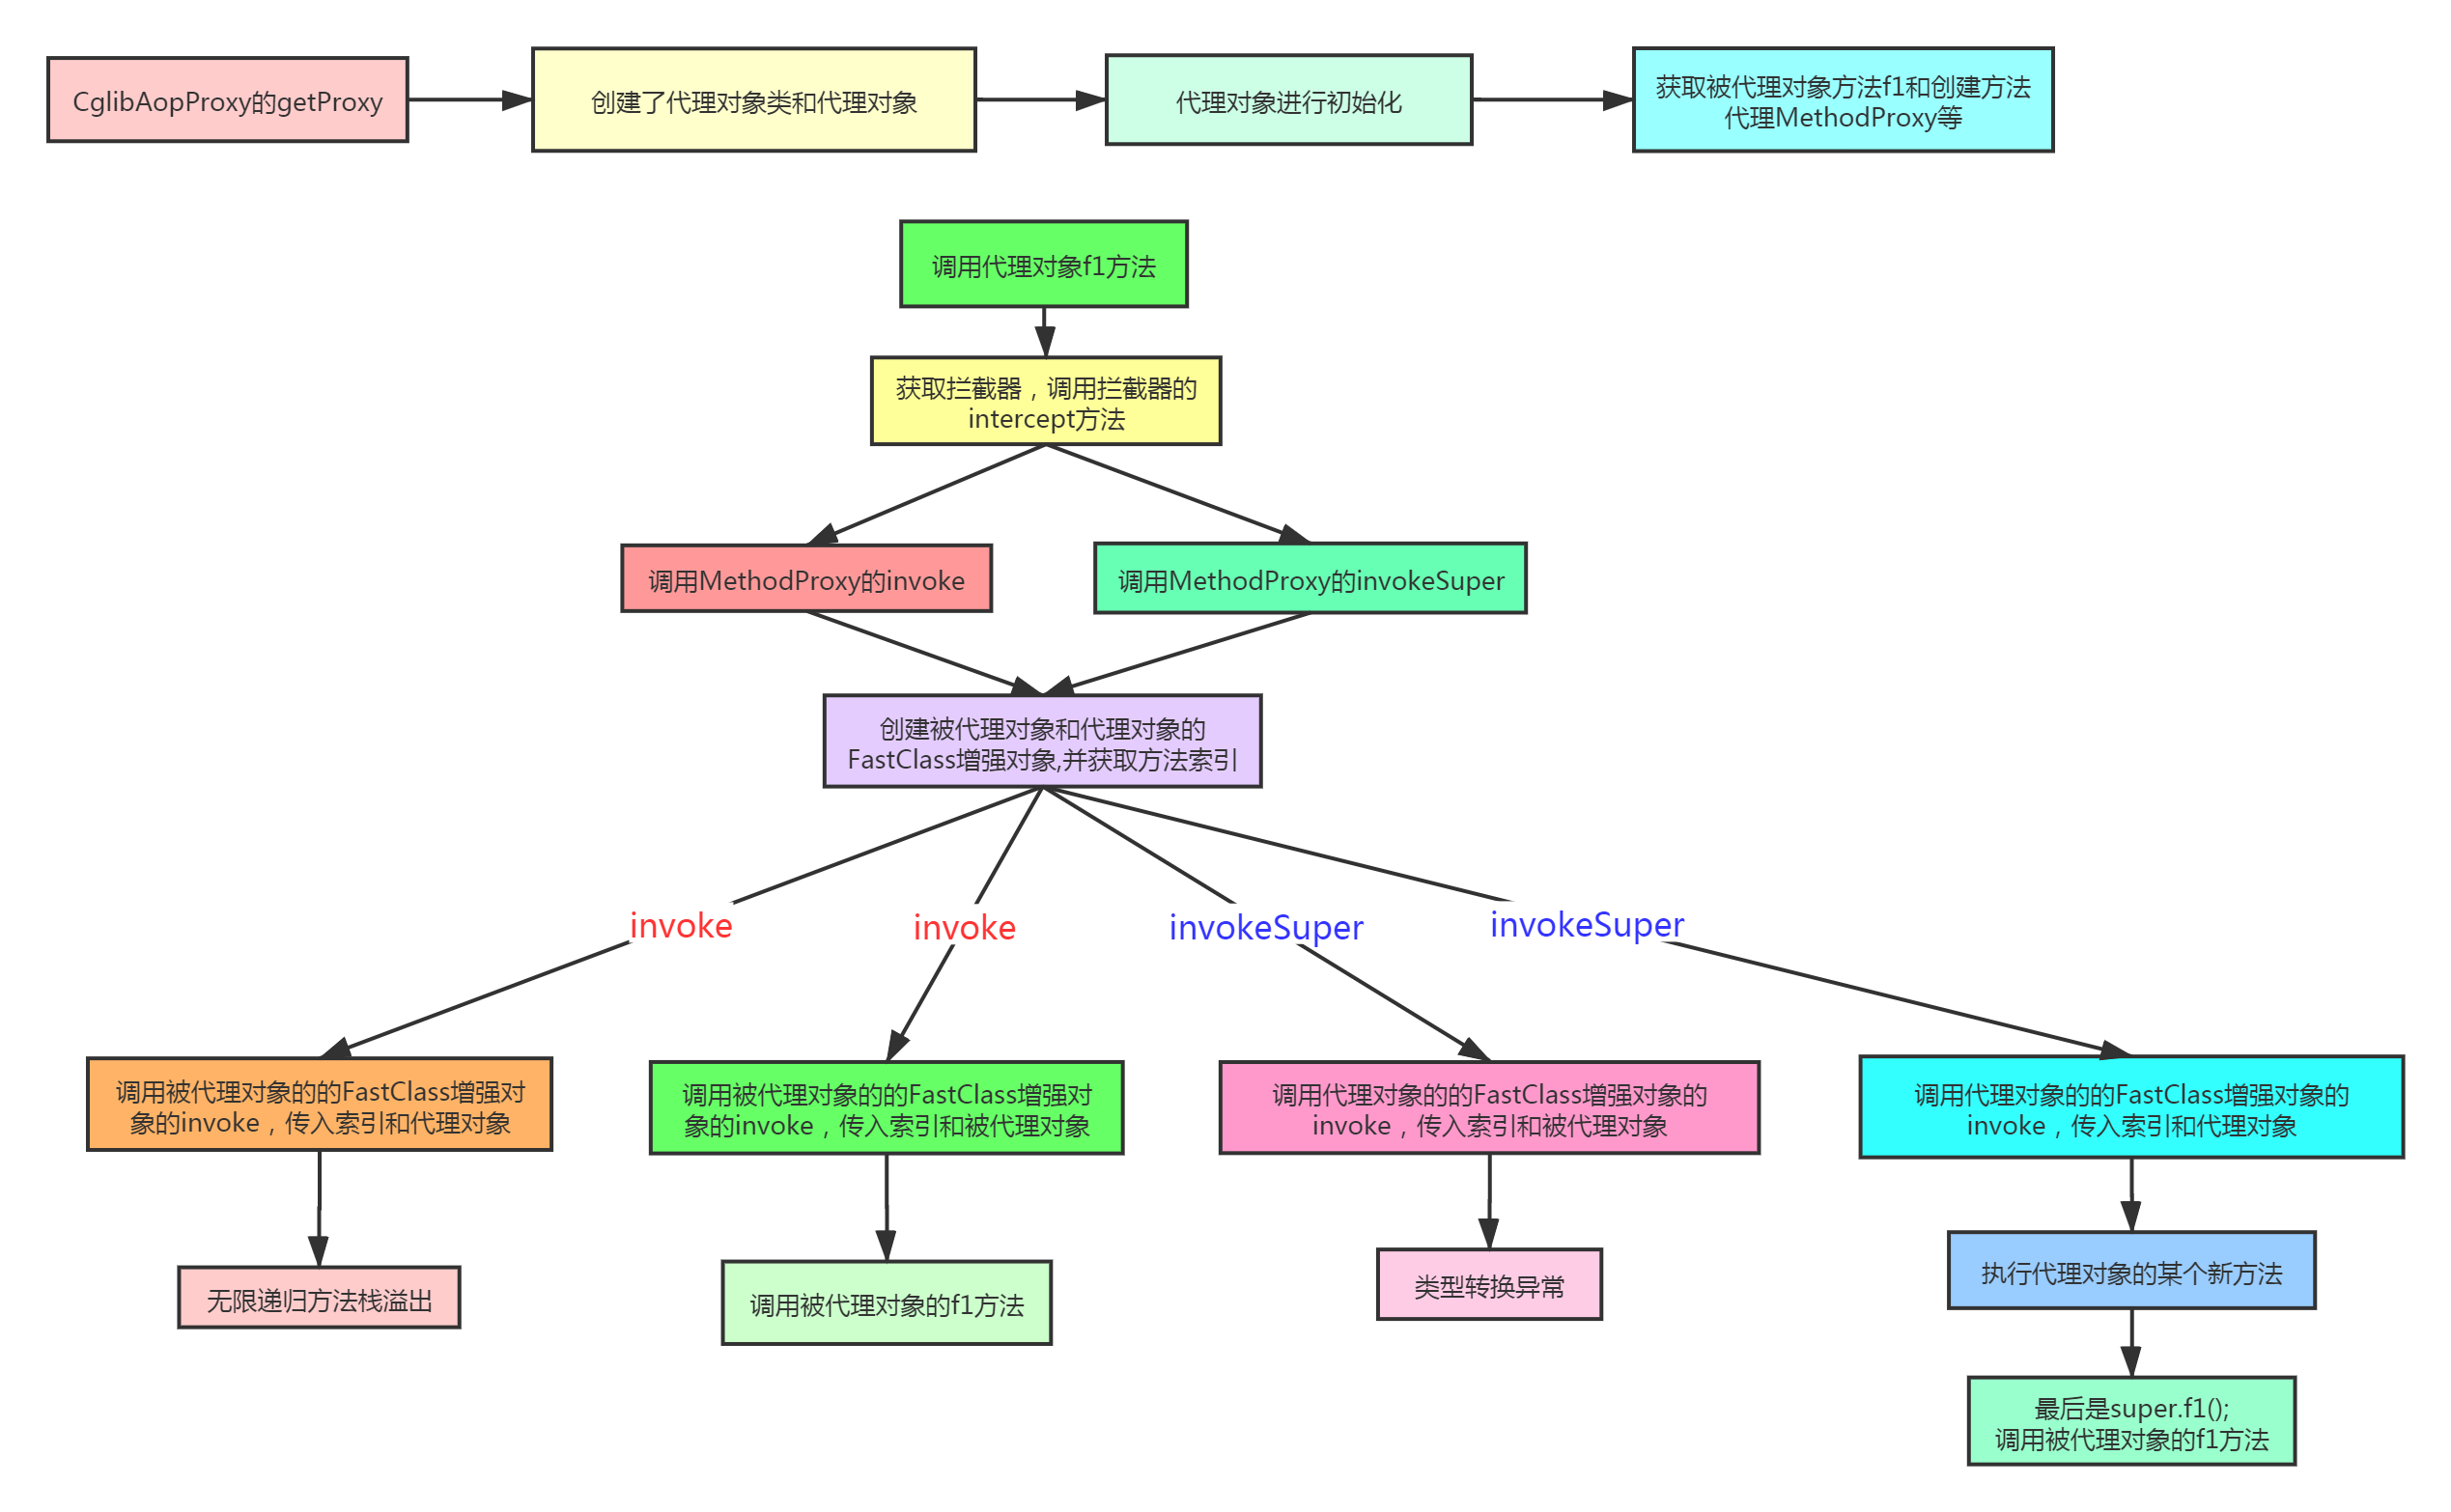 CglibAopProxy的getProxy
创建了代理对象类和代理对象
代理对象进行初始化
获取被代理对象方法f1和创建方法
代理MethodProxy等
调用代理对象f1方法
获取拦截器，调用拦截器的
intercept方法
调用MethodProxy的invoke
调用MethodProxy的invokeSuper
创建被代理对象和代理对象的
FastClass增强对象,并获取方法索引
invoke
invoke
invokeSuper
invokeSuper
调用被代理对象的的FastClass增强对
象的invoke，传入索引和代理对象
调用被代理对象的的FastClass增强对
象的invoke，传入索引和被代理对象
调用代理对象的的FastClass增强对象的
invoke，传入索引和被代理对象
调用代理对象的的FastClass增强对象的
invoke，传入索引和代理对象
无限递归方法栈溢出
调用被代理对象的f1方法
类型转换异常
执行代理对象的某个新方法
最后是super.f1();
调用被代理对象的f1方法